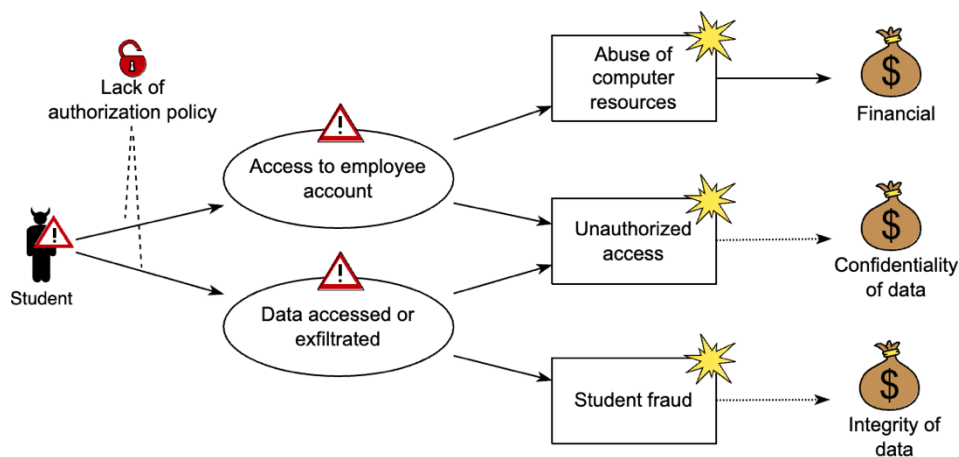 Lack of
authorization policy
Student
Access to employee
account
Data accessed or
exfiltrated
Abuse of
computer
resources
Unauthorized
access
Student fraud
$
Financial
$
Confidentiality
of data
$
Integrity of
data